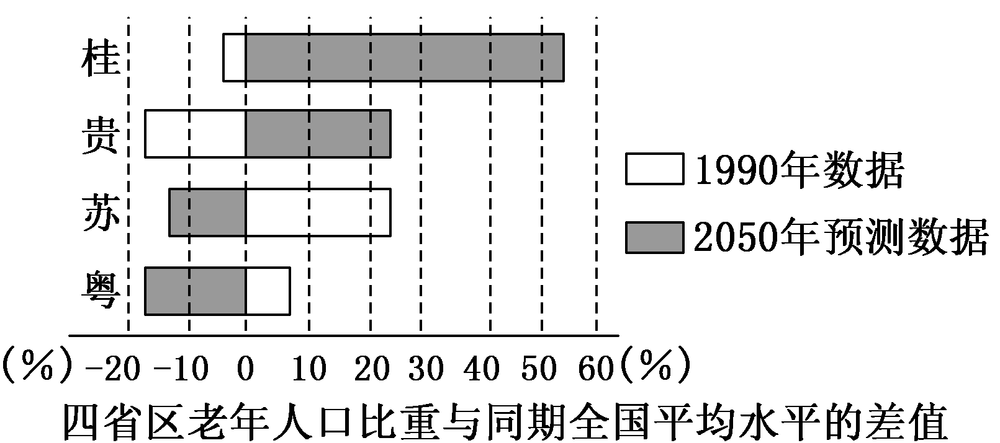 桂
贵
苏
粤
1990年数据
2050年预测数据
(%) -20 -10 0 10 20 30 40 50 60(%)
四省区老年人口比重与同期全国平均水平的差值